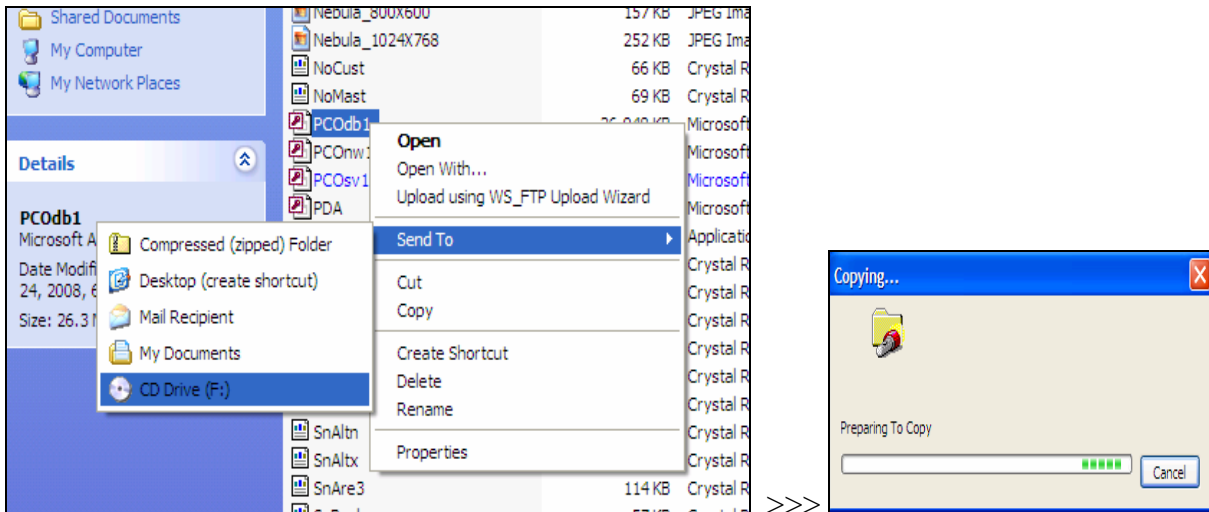 Shared Documents
My Computer
My Network Places
Details
PCOdb1
Microsoft A
Date Modifi
24, 2008, 6
Size: 26.3
Nebula_800X600 157 KB JPEG Ima
Nebula_1024X768 252 KB JPEG Ima
NoCust 66 KB Crystal R
NoMast 69 KB Crystal R
PCOdb1 Microsoft
PCOnw1 Microsoft
PCOsv1 Microsoft
PDA Microsoft
Applicatio
Crystal R
Crystal R
Crystal R
Crystal R
Crystal R
Crystal R
SnAltn Crystal R
SnAltx Crystal R
SnAre3 114 KB Crystal R
Open
Open With...
Upload using WS_FTP Upload Wizard
Send To
Cut
Copy
Create Shortcut
Delete
Rename
Properties
Compressed (zipped) Folder
Desktop (create shortcut)
Mail Recipient
My Documents
CD Drive (F:)
>>>
Copying...
Preparing To Copy
Cancel